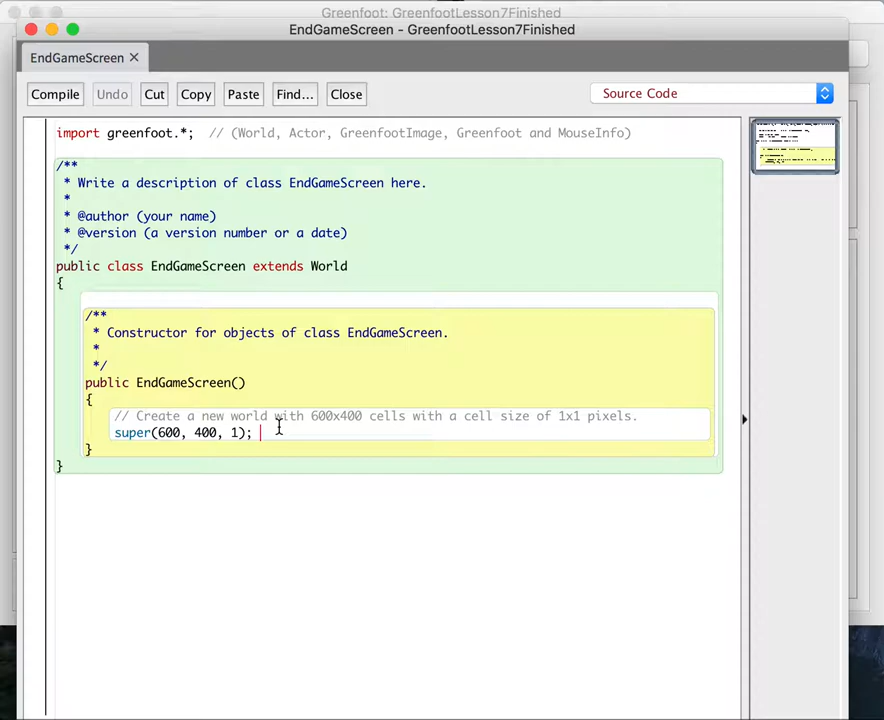 Greenfoot: GreenfootLesson7Finished
EndGameScreen - GreenfootLesson7Finished
EndGameScreen ✕
Compile Undo Cut Copy Paste Find... Close Source Code
import greenfoot.*;  // (World, Actor, GreenfootImage, Greenfoot and MouseInfo)
/**
 * Write a description of class EndGameScreen here.
 *
 * @author (your name)
 * @version (a version number or a date)
 */
public class EndGameScreen extends World
{
/**
 * Constructor for objects of class EndGameScreen.
 *
 */
public EndGameScreen()
{
// Create a new world with 600x400 cells with a cell size of 1x1 pixels.
super(600, 400, 1);
}
}